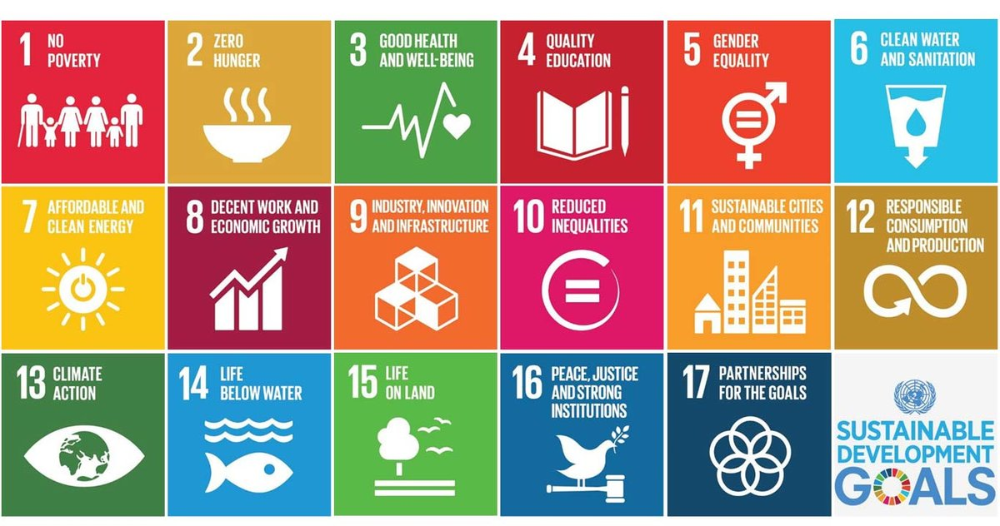 1 NO
POVERTY
2 ZERO
HUNGER
3 GOOD HEALTH
AND WELL-BEING
4 QUALITY
EDUCATION
5 GENDER
EQUALITY
6 CLEAN WATER
AND SANITATION
7 AFFORDABLE AND
CLEAN ENERGY
8 DECENT WORK AND
ECONOMIC GROWTH
9 INDUSTRY, INNOVATION
AND INFRASTRUCTURE
10 REDUCED
INEQUALITIES
11 SUSTAINABLE CITIES
AND COMMUNITIES
12 RESPONSIBLE
CONSUMPTION
AND PRODUCTION
13 CLIMATE
ACTION
14 LIFE
BELOW WATER
15 LIFE
ON LAND
16 PEACE, JUSTICE
AND STRONG
INSTITUTIONS
17 PARTNERSHIPS
FOR THE GOALS
SUSTAINABLE
DEVELOPMENT
GOALS